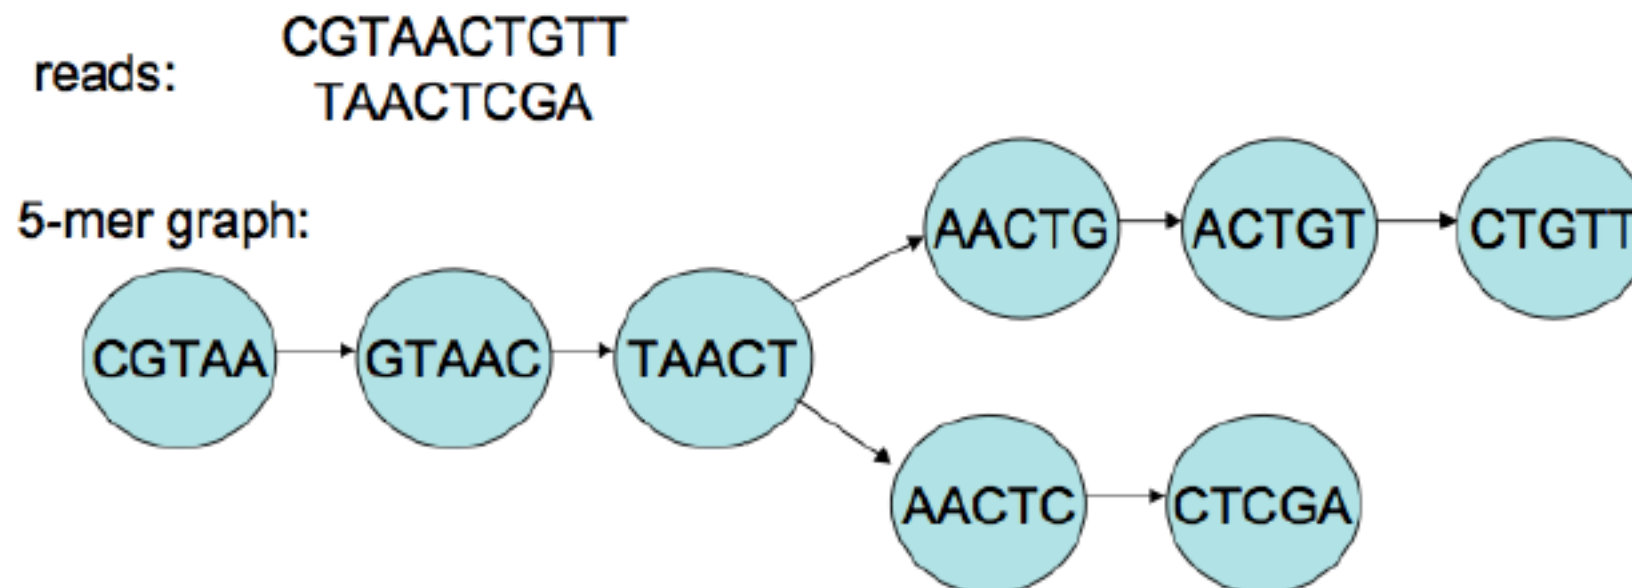 reads:
CGTAACTGTT
TAACTCGA
5-mer graph:
AACTG ACTGT CTGTT
CGTAA GTAAC TAACT
AACTC CTCGA